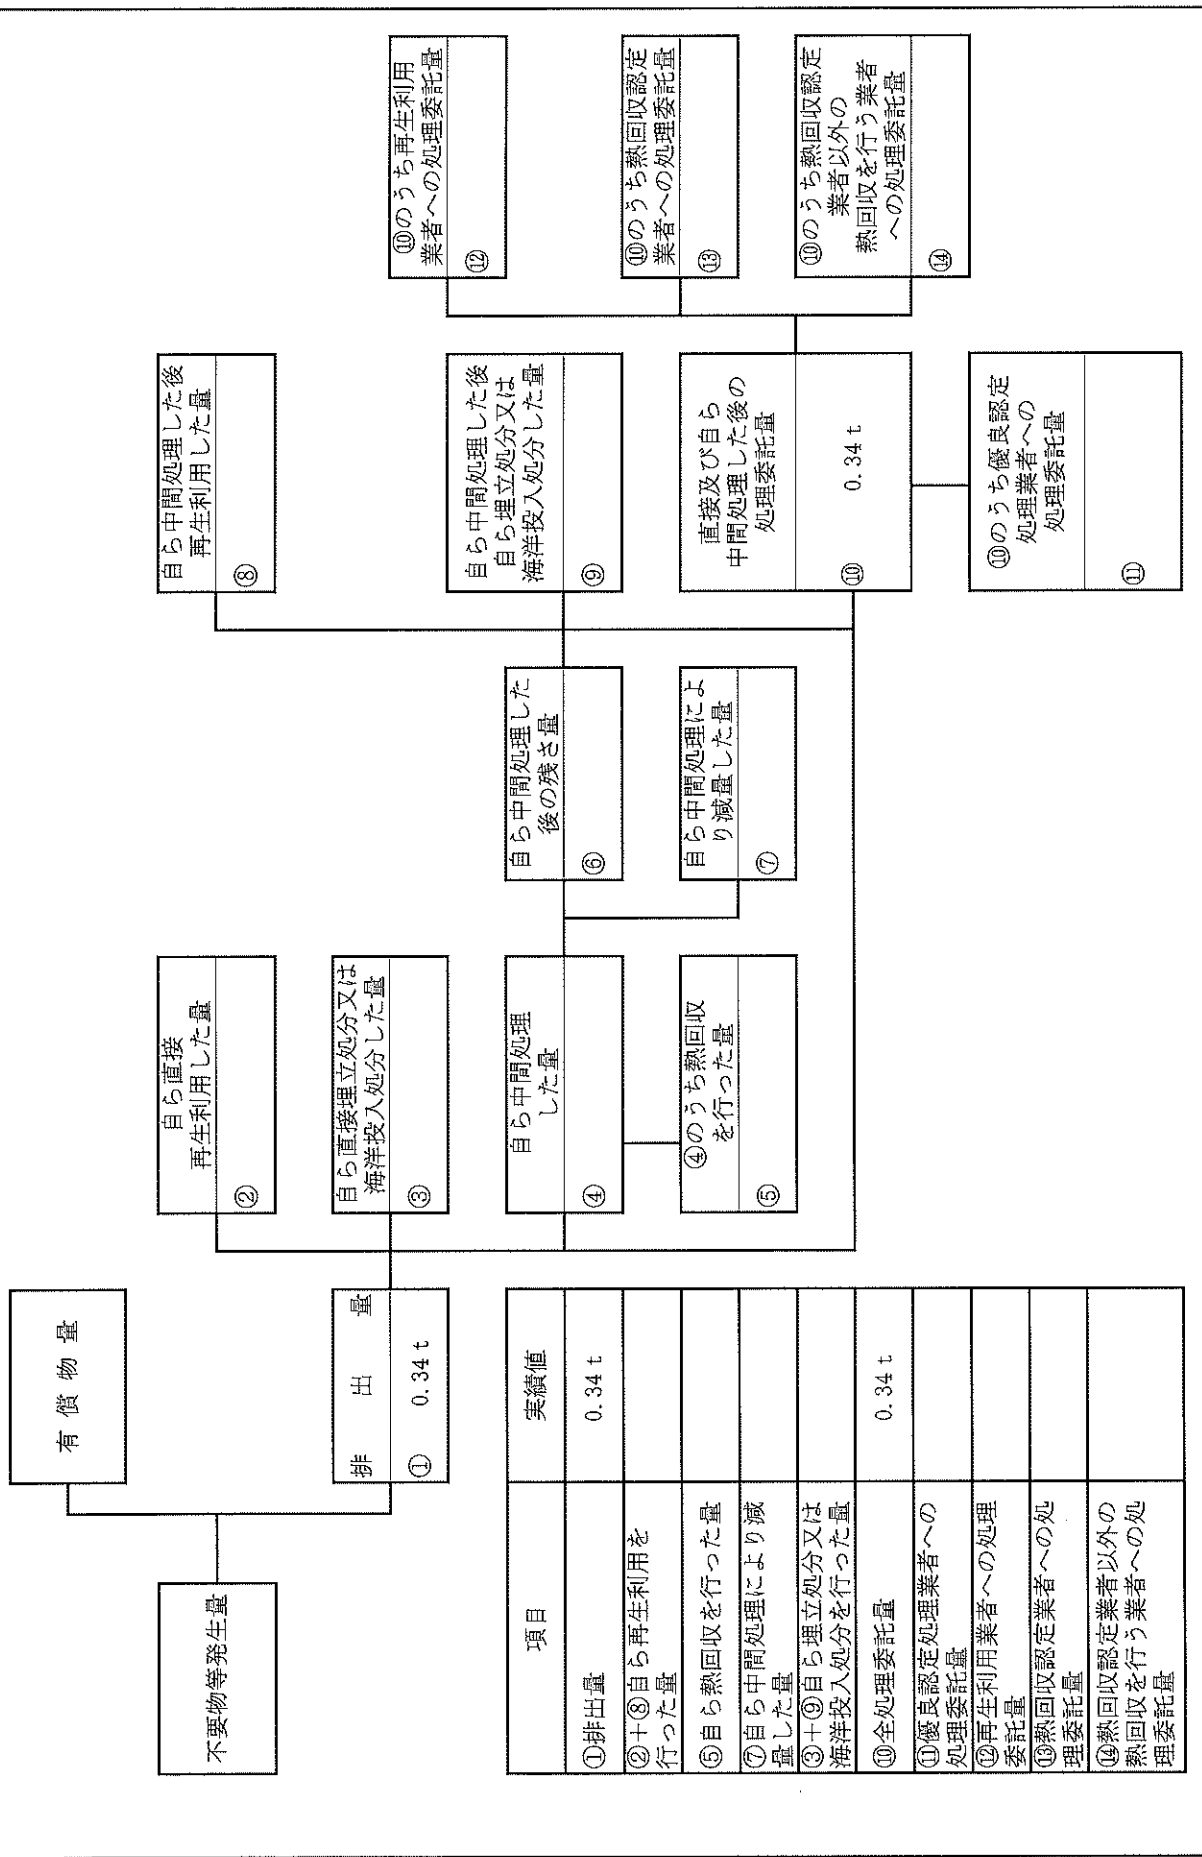 有償物量
不要物等発生量
排出量
① 0.34 t
自ら直接
再生利用した量
②
自ら直接埋立処分又は
海洋投入処分した量
③
自ら中間処理
した量
④
④のうち熱回収
を行った量
⑤
自ら中間処理した
後の残さ量
⑥
自ら中間処理によ
り減量した量
⑦
自ら中間処理した後
再生利用した量
⑧
自ら中間処理した後
自ら埋立処分又は
海洋投入処分した量
⑨
直接及び自ら
中間処理した後の
処理委託量
⑩ 0.34 t
⑩のうち優良認定
処理業者への
処理委託量
⑪
⑩のうち再生利用
業者への処理委託量
⑫
⑩のうち熱回収認定
業者への処理委託量
⑬
⑩のうち熱回収認定
業者以外の
熱回収を行う業者
への処理委託量
⑭
項目 実績値
①排出量 0.34 t
②+⑧自ら再生利用を
行った量
⑤自ら熱回収を行った量
⑦自ら中間処理により減
量した量
③+⑨自ら埋立処分又は
海洋投入処分を行った量
⑩全処理委託量 0.34 t
⑪優良認定処理業者への
処理委託量
⑫再生利用業者への処理
委託量
⑬熱回収認定業者への処
理委託量
⑭熱回収認定業者以外の
熱回収を行う業者への処
理委託量